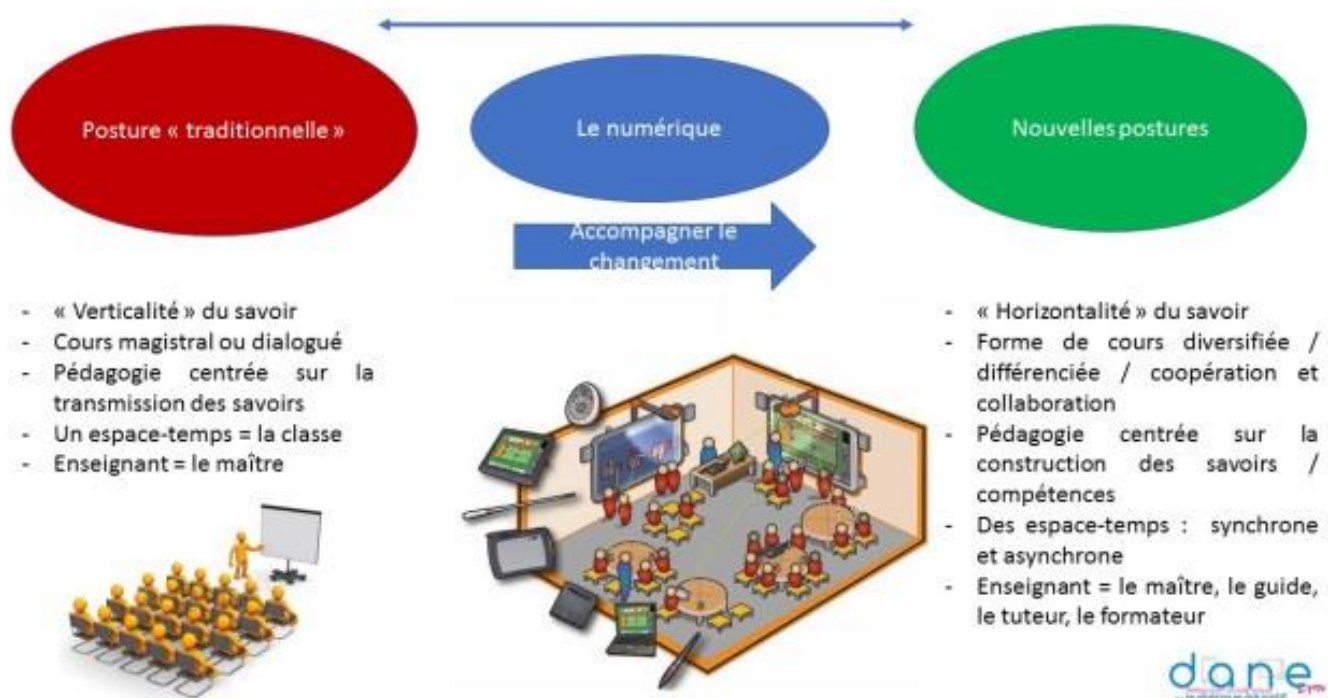 Posture « traditionnelle »
Le numérique
Nouvelles postures
Accompagner le
changement
- « Verticalité » du savoir
- Cours magistral ou dialogué
- Pédagogie centrée sur la
transmission des savoirs
- Un espace-temps = la classe
- Enseignant = le maître
- « Horizontalité » du savoir
- Forme de cours diversifiée /
différenciée / coopération et
collaboration
- Pédagogie centrée sur la
construction des savoirs /
compétences
- Des espace-temps : synchrone
et asynchrone
- Enseignant = le maître, le guide,
le tuteur, le formateur
dane